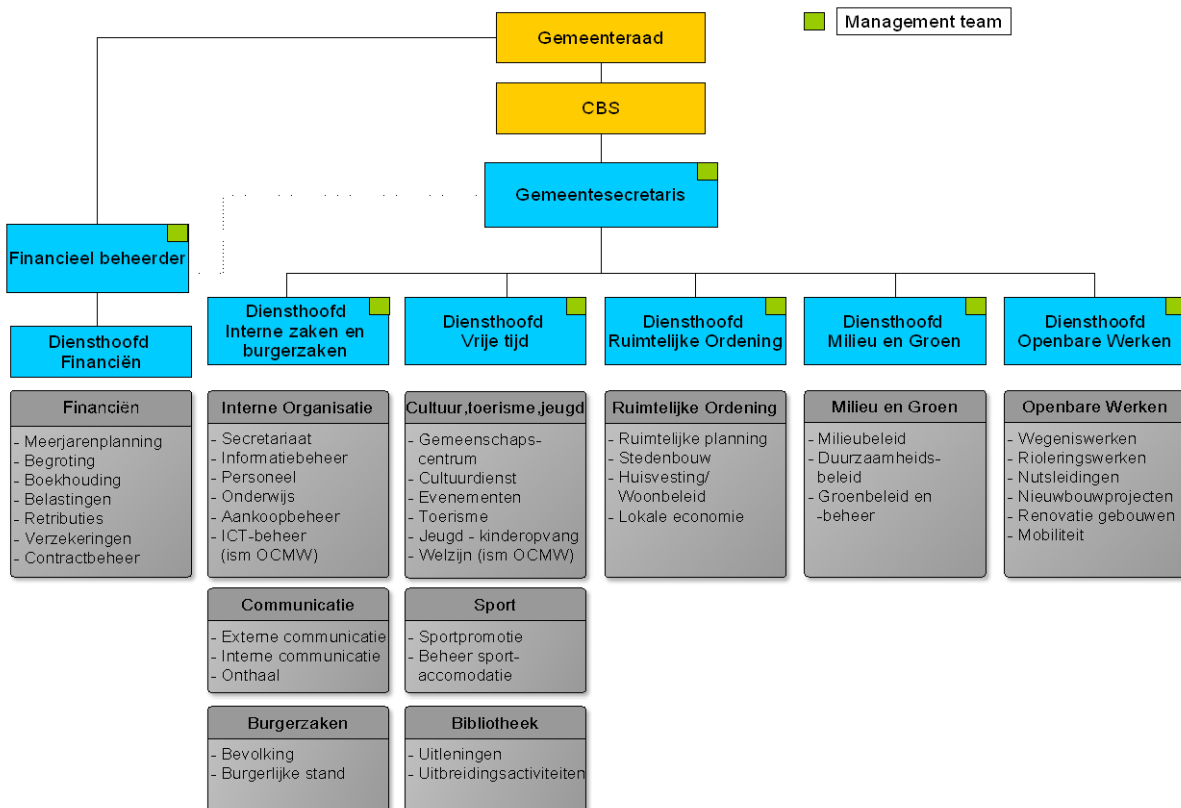 Management team
Gemeenteraad
CBS
Gemeentesecretaris
Financieel beheerder
Diensthoofd
Financiën
Diensthoofd
Interne zaken en
burgerzaken
Diensthoofd
Vrije tijd
Diensthoofd
Ruimtelijke Ordening
Diensthoofd
Milieu en Groen
Diensthoofd
Openbare Werken
Financiën
- Meerjarenplanning
- Begroting
- Boekhouding
- Belastingen
- Retributies
- Verzekeringen
- Contractbeheer
Interne Organisatie
- Secretariaat
- Informatiebeheer
- Personeel
- Onderwijs
- Aankoopbeheer
- ICT-beheer
(ism OCMW)
Communicatie
- Externe communicatie
- Interne communicatie
- Onthaal
Burgerzaken
- Bevolking
- Burgerlijke stand
Cultuur,toerisme,jeugd
- Gemeenschaps-
centrum
- Cultuurdienst
- Evenementen
- Toerisme
- Jeugd - kinderopvang
- Welzijn (ism OCMW)
Sport
- Sportpromotie
- Beheer sport-
accomodatie
Bibliotheek
- Uitleningen
- Uitbreidingsactiviteiten
Ruimtelijke Ordening
- Ruimtelijke planning
- Stedenbouw
- Huisvesting/
Woonbeleid
- Lokale economie
Milieu en Groen
- Milieubeleid
- Duurzaamheids-
beleid
- Groenbeleid en
-beheer
Openbare Werken
- Wegeniswerken
- Rioleringswerken
- Nutsleidingen
- Nieuwbouwprojecten
- Renovatie gebouwen
- Mobiliteit